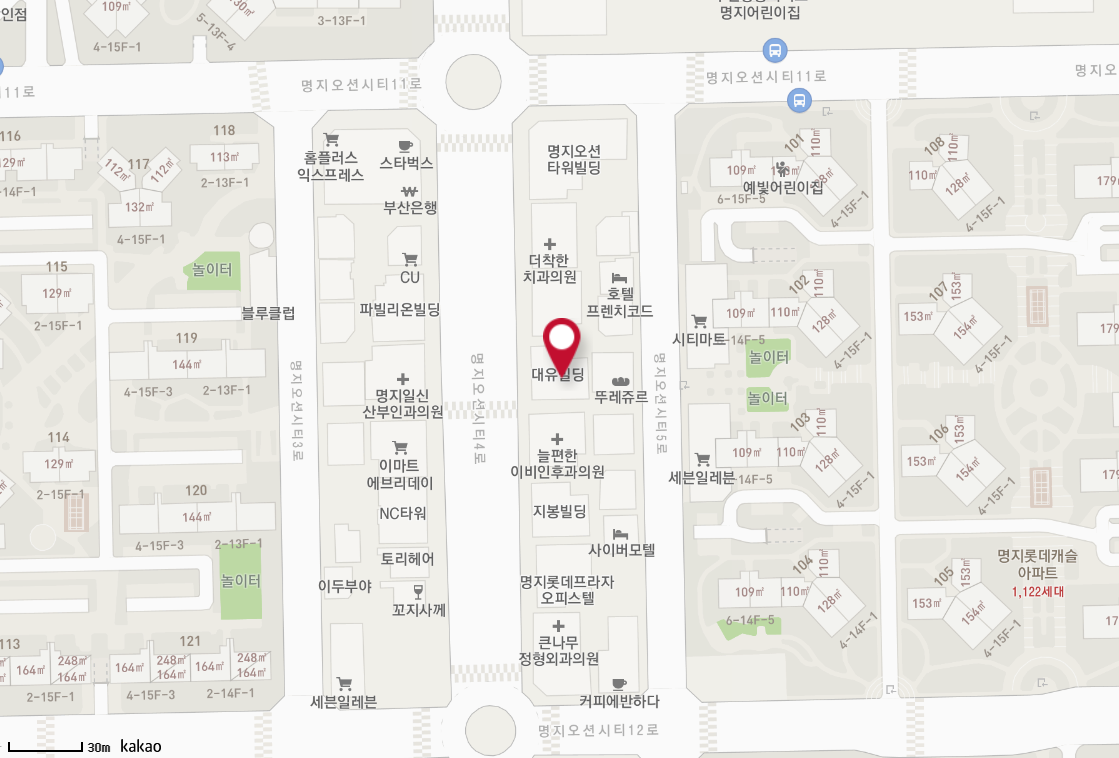 인점
109㎡
4-15F-1
5-13F-4
130㎡
3-13F-1
명지어린이집
11로
명지오션시티11로
명지오션시티11로
명지오
116
129㎡
-14F-1
117
112㎡
112㎡
132㎡
4-15F-1
118
113㎡
2-13F-1
홈플러스
익스프레스
스타벅스
부산은행
명지오션
타워빌딩
101
110㎡
109㎡
예빛어린이집
6-15F-5
4-15F-1
108
110㎡
110㎡
128㎡
4-15F-1
179
115
129㎡
2-15F-1
놀이터
블루클럽
CU
파빌리온빌딩
더착한
치과의원
호텔
프렌치코드
102
110㎡
109㎡
110㎡
128㎡
14F-5
4-15F-1
시티마트
107
153㎡
153㎡
154㎡
4-15F-1
179
119
144㎡
4-15F-3
2-13F-1
명지오션시티3로
명지일신
산부인과의원
명지오션시티4로
대유빌딩
뚜레쥬르
명지오션시티5로
놀이터
놀이터
114
129㎡
2-15F-1
이마트
에브리데이
늘편한
이비인후과의원
세븐일레븐
103
110㎡
109㎡
110㎡
128㎡
14F-5
4-15F-1
106
153㎡
153㎡
154㎡
4-15F-1
179
120
144㎡
4-15F-3
2-13F-1
NC타워
지봉빌딩
토리헤어
사이버모텔
놀이터
이두부야
꼬지사께
명지롯데프라자
오피스텔
104
110㎡
109㎡
110㎡
128㎡
6-14F-5
4-14F-1
105
153㎡
153㎡
154㎡
4-15F-1
명지롯데캐슬
아파트
1,122세대
17
113
164㎡
248㎡
164㎡
2-15F-1
121
164㎡
248㎡
164㎡
164㎡
248㎡
164㎡
4-15F-3
2-14F-1
큰나무
정형외과의원
세븐일레븐
커피에반하다
명지오션시티12로
30m
kakao